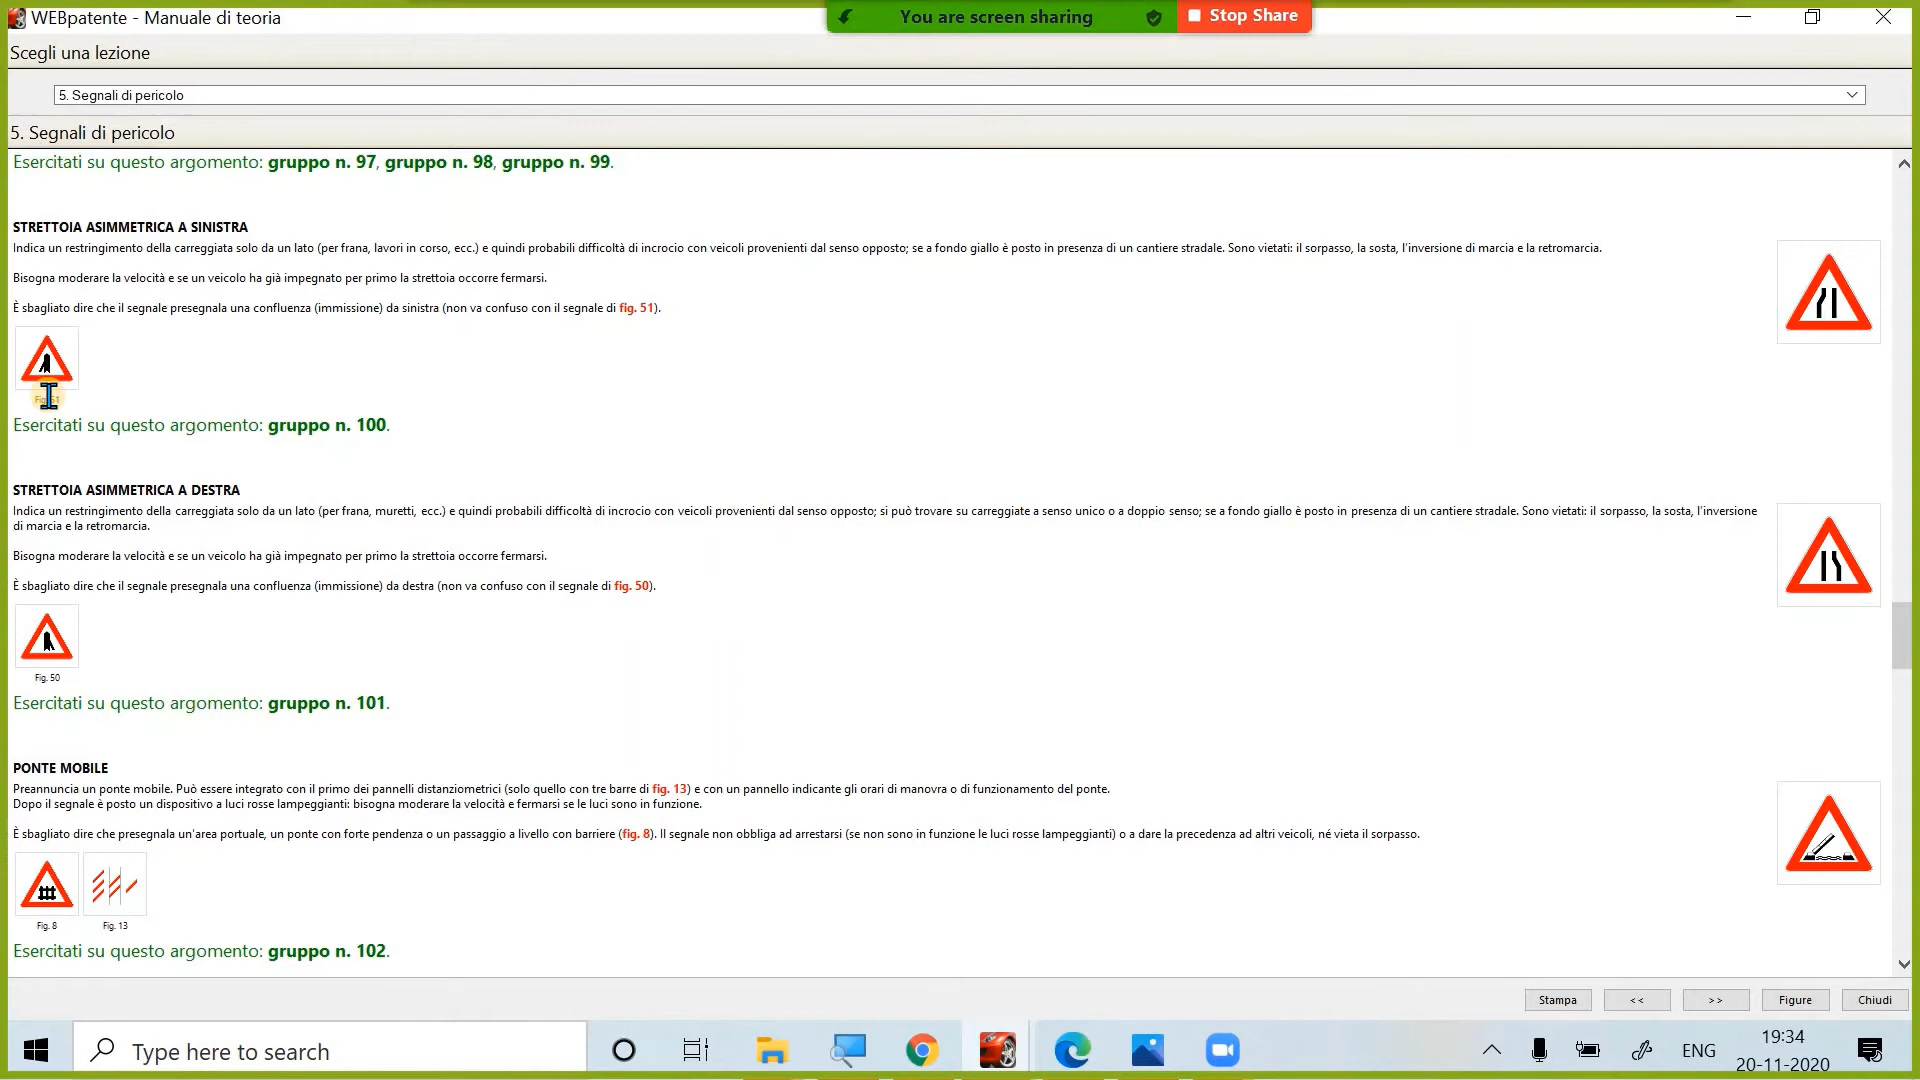 WEBpatente - Manuale di teoria
You are screen sharing
Stop Share
Scegli una lezione
5. Segnali di pericolo
5. Segnali di pericolo
Esercitati su questo argomento: gruppo n. 97, gruppo n. 98, gruppo n. 99.
STRETTOIA ASIMMETRICA A SINISTRA
Indica un restringimento della carreggiata solo da un lato (per frana, lavori in corso, ecc.) e quindi probabili difficoltà di incrocio con veicoli provenienti dal senso opposto; se a fondo giallo è posto in presenza di un cantiere stradale. Sono vietati: il sorpasso, la sosta, l'inversione di marcia e la retromarcia.
Bisogna moderare la velocità e se un veicolo ha già impegnato per primo la strettoia occorre fermarsi.
È sbagliato dire che il segnale presegnala una confluenza (immissione) da sinistra (non va confuso con il segnale di fig. 51).
Esercitati su questo argomento: gruppo n. 100.
STRETTOIA ASIMMETRICA A DESTRA
Indica un restringimento della carreggiata solo da un lato (per frana, muretti, ecc.) e quindi probabili difficoltà di incrocio con veicoli provenienti dal senso opposto; si può trovare su carreggiate a senso unico o a doppio senso; se a fondo giallo è posto in presenza di un cantiere stradale. Sono vietati: il sorpasso, la sosta, l'inversione
di marcia e la retromarcia.
Bisogna moderare la velocità e se un veicolo ha già impegnato per primo la strettoia occorre fermarsi.
È sbagliato dire che il segnale presegnala una confluenza (immissione) da destra (non va confuso con il segnale di fig. 50).
Fig. 50
Esercitati su questo argomento: gruppo n. 101.
PONTE MOBILE
Preannuncia un ponte mobile. Può essere integrato con il primo dei pannelli distanziometrici (solo quello con tre barre di fig. 13) e con un pannello indicante gli orari di manovra o di funzionamento del ponte.
Dopo il segnale è posto un dispositivo a luci rosse lampeggianti: bisogna moderare la velocità e fermarsi se le luci sono in funzione.
È sbagliato dire che presegnala un'area portuale, un ponte con forte pendenza o un passaggio a livello con barriere (fig. 8). Il segnale non obbliga ad arrestarsi (se non sono in funzione le luci rosse lampeggianti) o a dare la precedenza ad altri veicoli, né vieta il sorpasso.
Fig. 8 Fig. 13
Esercitati su questo argomento: gruppo n. 102.
Stampa << >> Figure Chiudi
Type here to search
ENG
19:34
20-11-2020